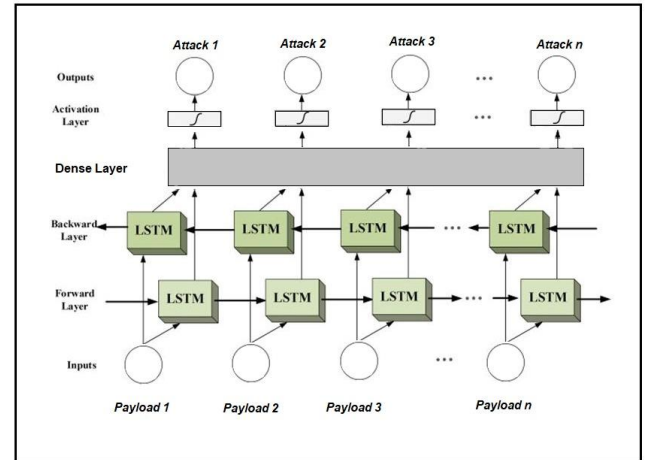 Attack 1 Attack 2 Attack 3 Attack n
Outputs ...
Activation
Layer ...
Dense Layer
Backward
Layer LSTM LSTM LSTM ... LSTM
Forward
Layer LSTM LSTM LSTM ... LSTM
Inputs ...
Payload 1 Payload 2 Payload 3 Payload n